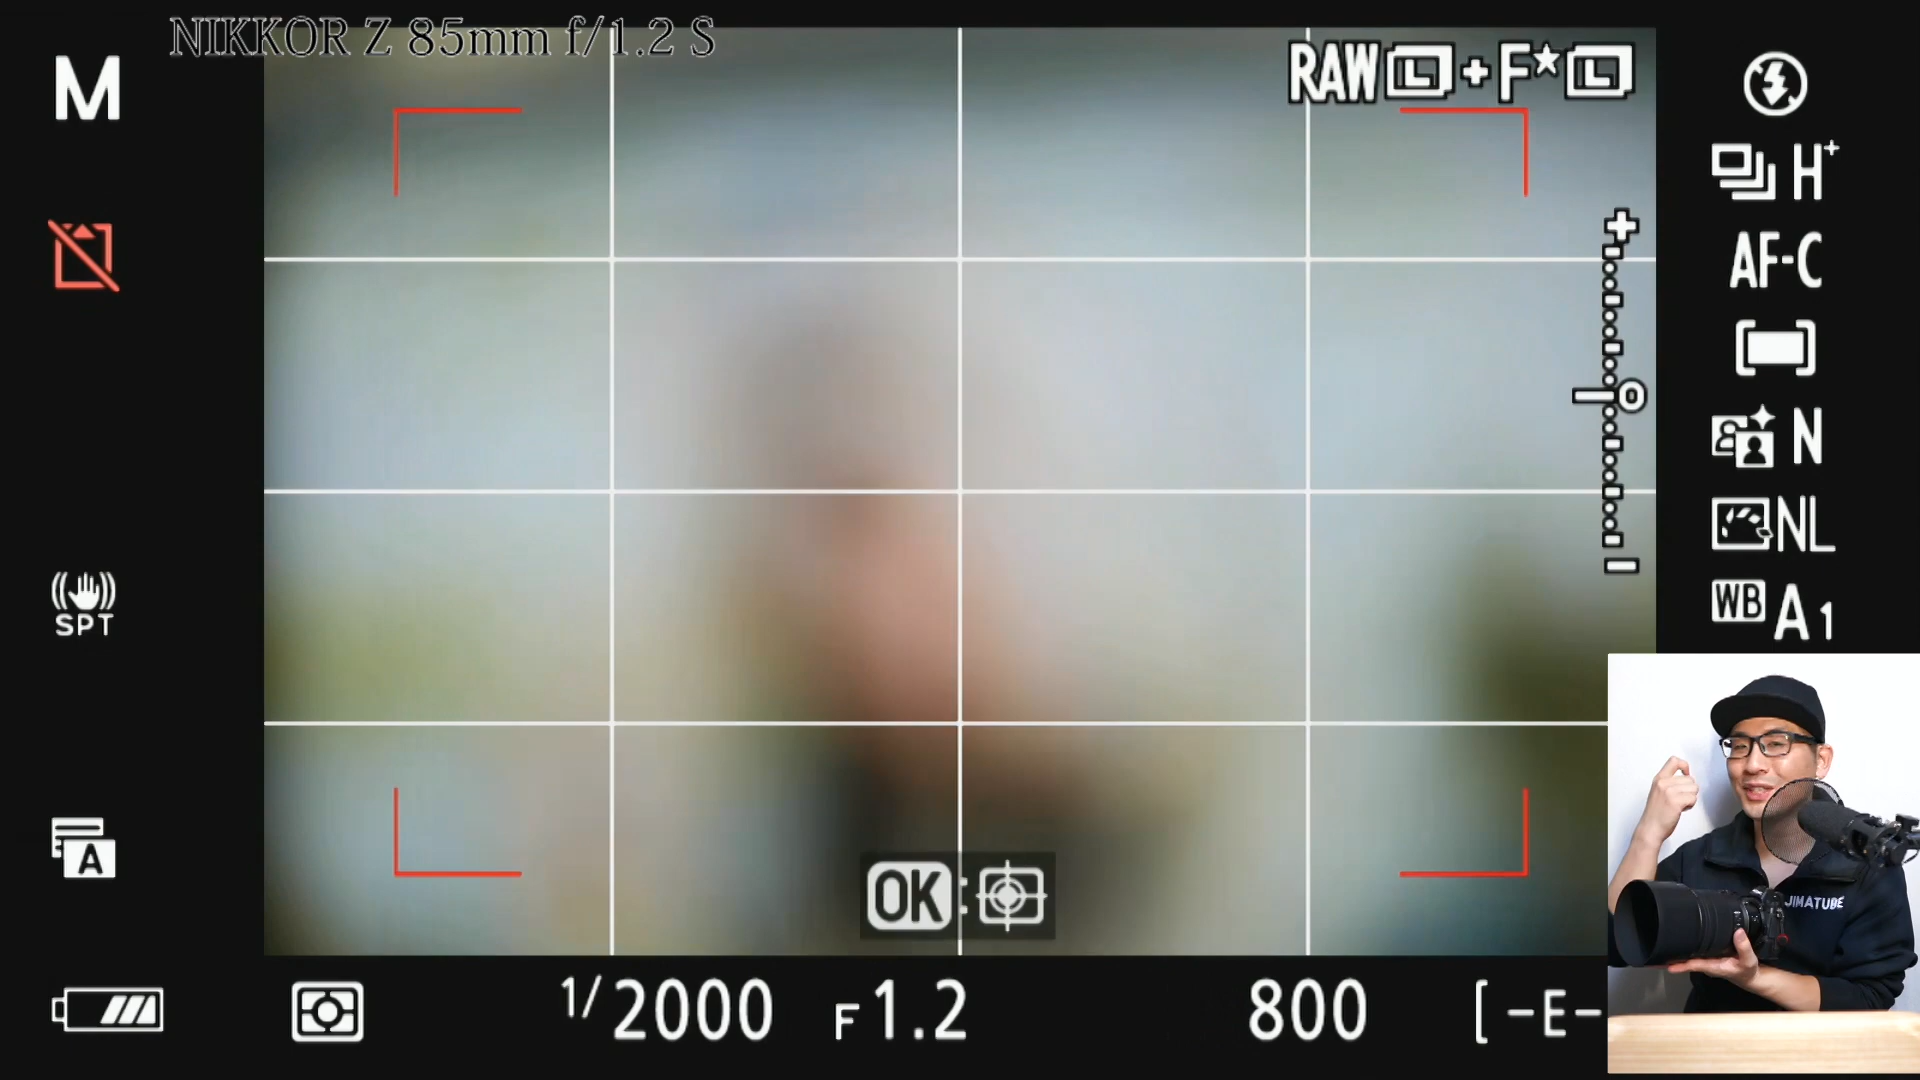 NIKKOR Z 85mm f/1.2 S
M
RAW L + F★ L
H+
AF-C
N
NL
WB A1
SPT
A
OK :
JIMATUBE
1/2000 F1.2 800 [ -E-